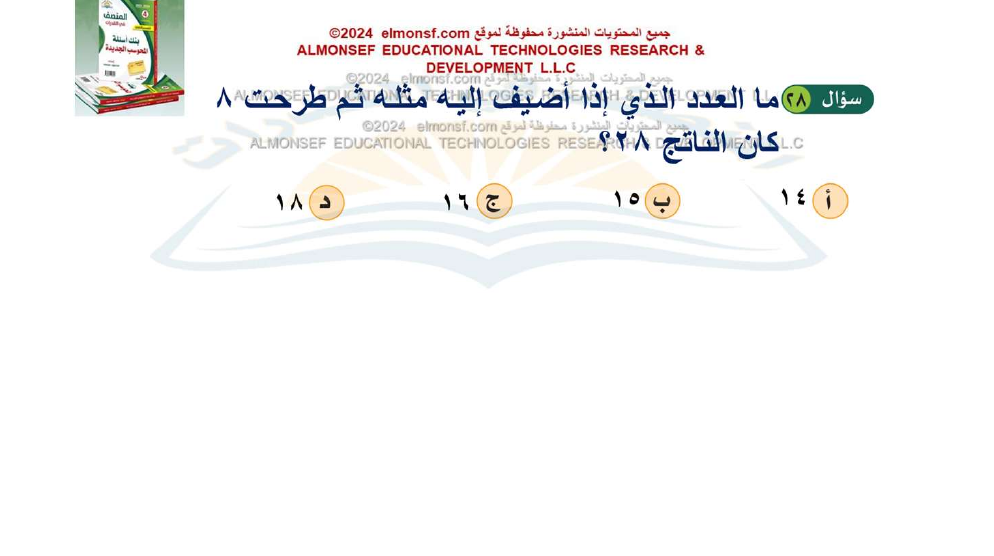 المنصف
في القدرات
بنك أسئلة
المحوسب الجديدة
جميع المحتويات المنشورة محفوظة لموقع elmonsf.com ©2024
ALMONSEF EDUCATIONAL TECHNOLOGIES RESEARCH &
DEVELOPMENT L.L.C
جميع المحتويات المنشورة محفوظة لموقع elmonsf.com ©2024
ALMONSEF EDUCATIONAL TECHNOLOGIES RESEARCH & DEVELOPMENT L.L.C
سؤال ٢٨ ما العدد الذي إذا أضيف إليه مثله ثم طرحت ٨
جميع المحتويات المنشورة محفوظة لموقع elmonsf.com ©2024
ALMONSEF EDUCATIONAL TECHNOLOGIES RESEARCH & DEVELOPMENT L.L.C
كان الناتج ٢٨؟
أ ١٤ ب ١٥ ج ١٦ د ١٨